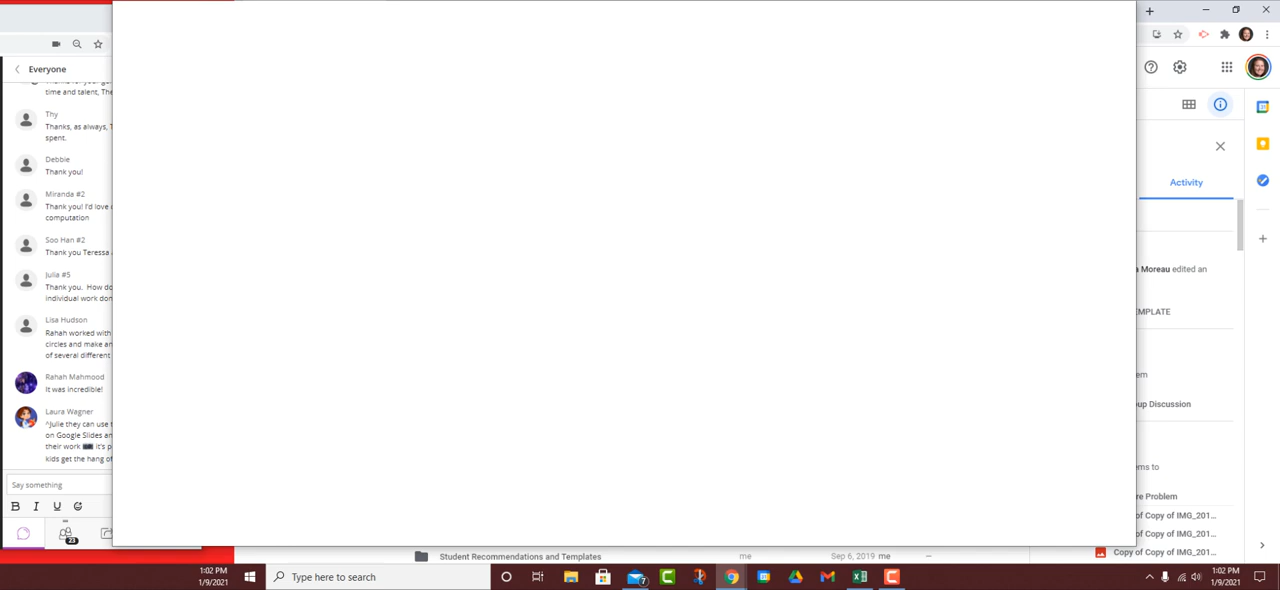 Everyone
time and talent, The
Thy
Thanks, as always, T
spent.
Debbie
Thank you!
Miranda #2
Thank you! I'd love
computation
Soo Han #2
Thank you Teressa
Julia #5
Thank you. How do
individual work don
Lisa Hudson
Rahah worked with
circles and make an
of several different
Rahah Mahmood
It was incredible!
Laura Wagner
^Julie they can use t
on Google Slides an
their work it's p
kids get the hang of
Say something
B I U
23
Activity
a Moreau edited an
EMPLATE
em
up Discussion
ems to
re Problem
of Copy of IMG_201...
of Copy of IMG_201...
Copy of Copy of IMG_201...
Student Recommendations and Templates me Sep 6, 2019 me –
1:02 PM
1/9/2021
Type here to search
7
1:02 PM
1/9/2021